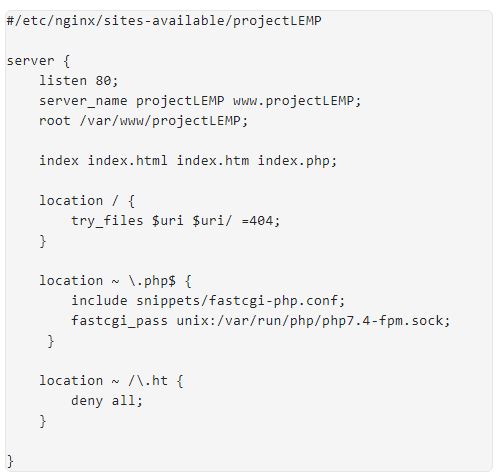 #/etc/nginx/sites-available/projectLEMP

server {
    listen 80;
    server_name projectLEMP www.projectLEMP;
    root /var/www/projectLEMP;

    index index.html index.htm index.php;

    location / {
        try_files $uri $uri/ =404;
    }

    location ~ \.php$ {
        include snippets/fastcgi-php.conf;
        fastcgi_pass unix:/var/run/php/php7.4-fpm.sock;
     }

    location ~ /\.ht {
        deny all;
    }

}